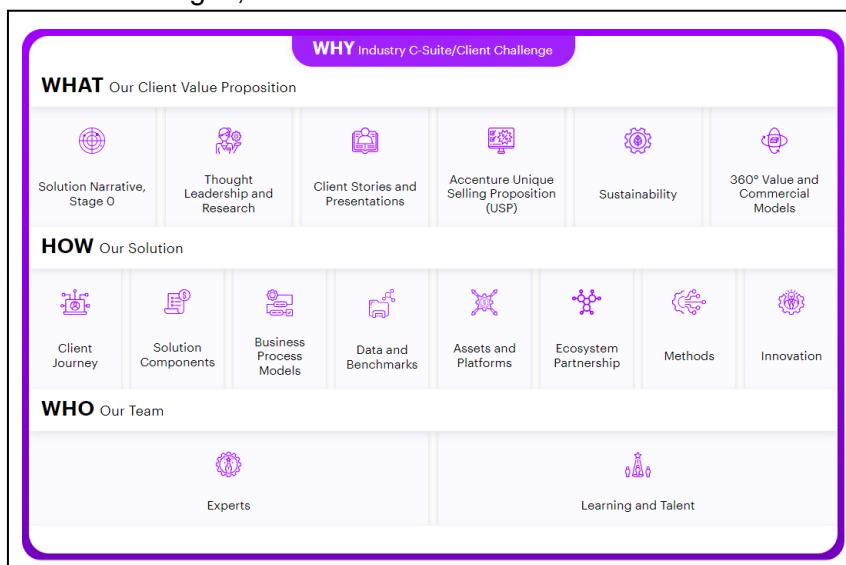 WHY Industry C-Suite/Client Challenge
WHAT Our Client Value Proposition
Solution Narrative,
Stage 0
Thought
Leadership and
Research
Client Stories and
Presentations
Accenture Unique
Selling Proposition
(USP)
Sustainability
360° Value and
Commercial
Models
HOW Our Solution
Client
Journey
Solution
Components
Business
Process
Models
Data and
Benchmarks
Assets and
Platforms
Ecosystem
Partnership
Methods
Innovation
WHO Our Team
Experts
Learning and Talent